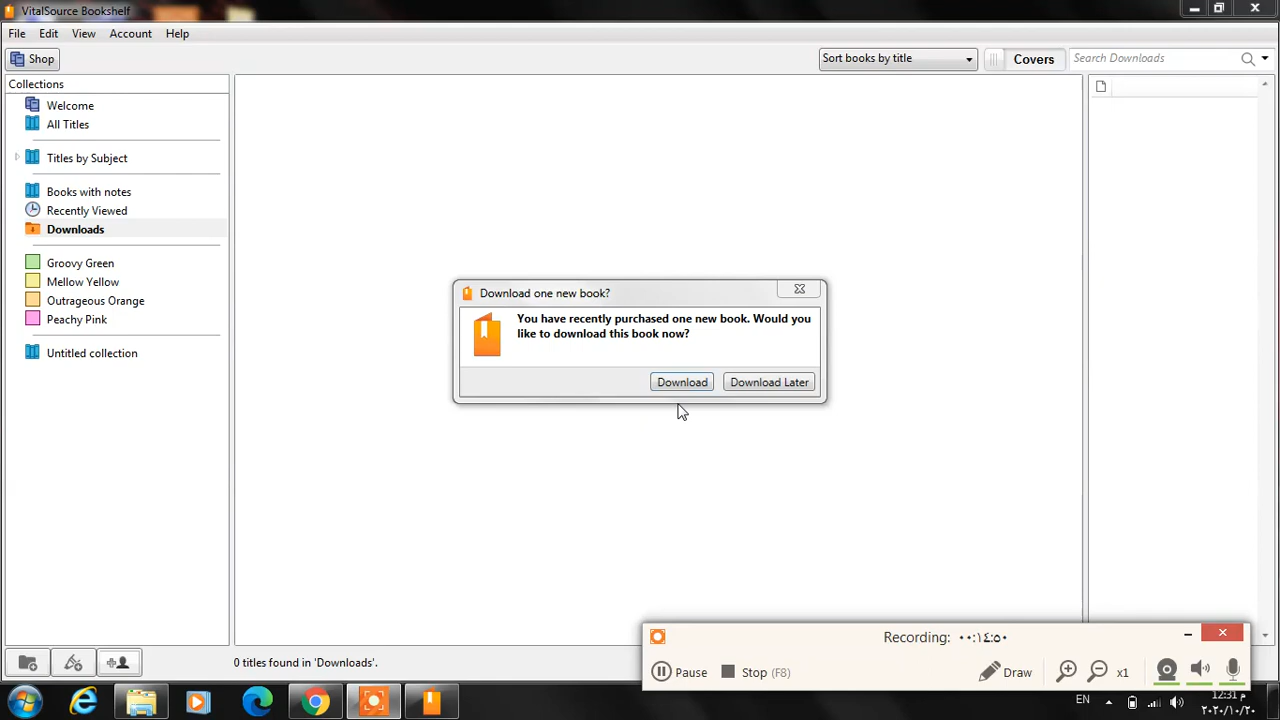 VitalSource Bookshelf
File Edit View Account Help
Shop
Sort books by title
Covers
Search Downloads
Collections
Welcome
All Titles
Titles by Subject
Books with notes
Recently Viewed
Downloads
Groovy Green
Mellow Yellow
Outrageous Orange
Peachy Pink
Untitled collection
Download one new book?
You have recently purchased one new book. Would you
like to download this book now?
Download Download Later
0 titles found in 'Downloads'.
Recording: ٠٠:١٤:٥٠
Pause Stop (F8) Draw x1
EN
12:31 م
٢٠٢٠/١٠/٢٠